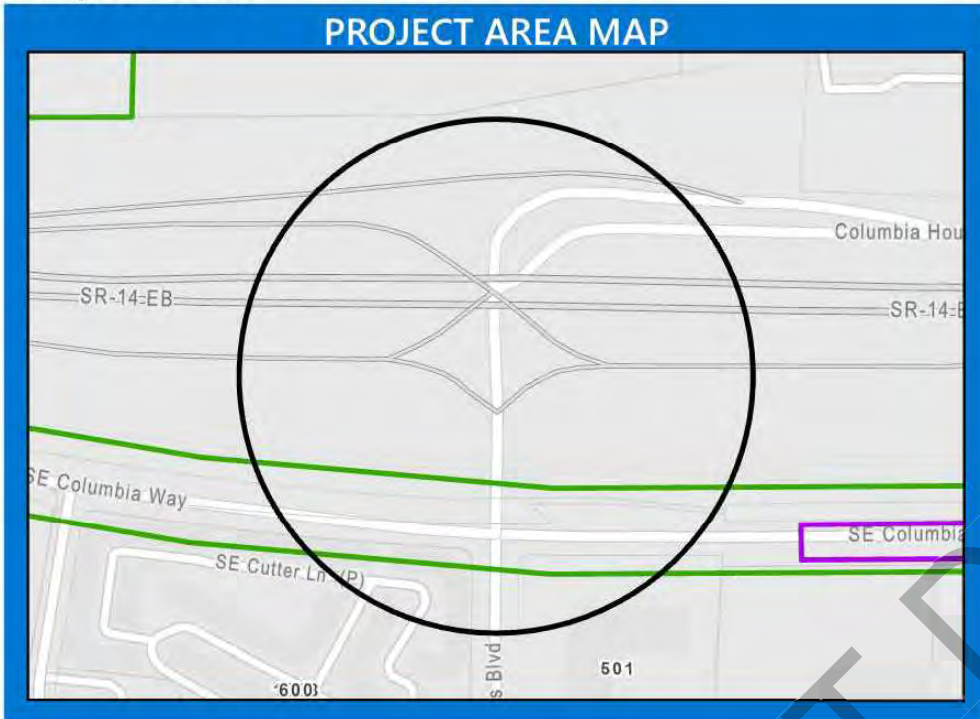 PROJECT AREA MAP
Columbia Hou
SR-14-EB
SR-14-E
SE Columbia Way
SE Columbia
SE Cutter Ln (P)
s Blvd
501
600